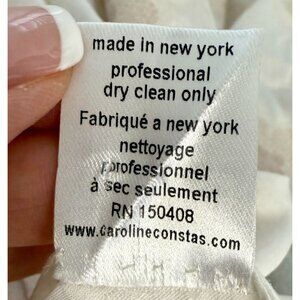 made in new york
professional
dry clean only
Fabriqué a new york
nettoyage
professionnel
à sec seulement
RN 150408
www.carolineconstas.com